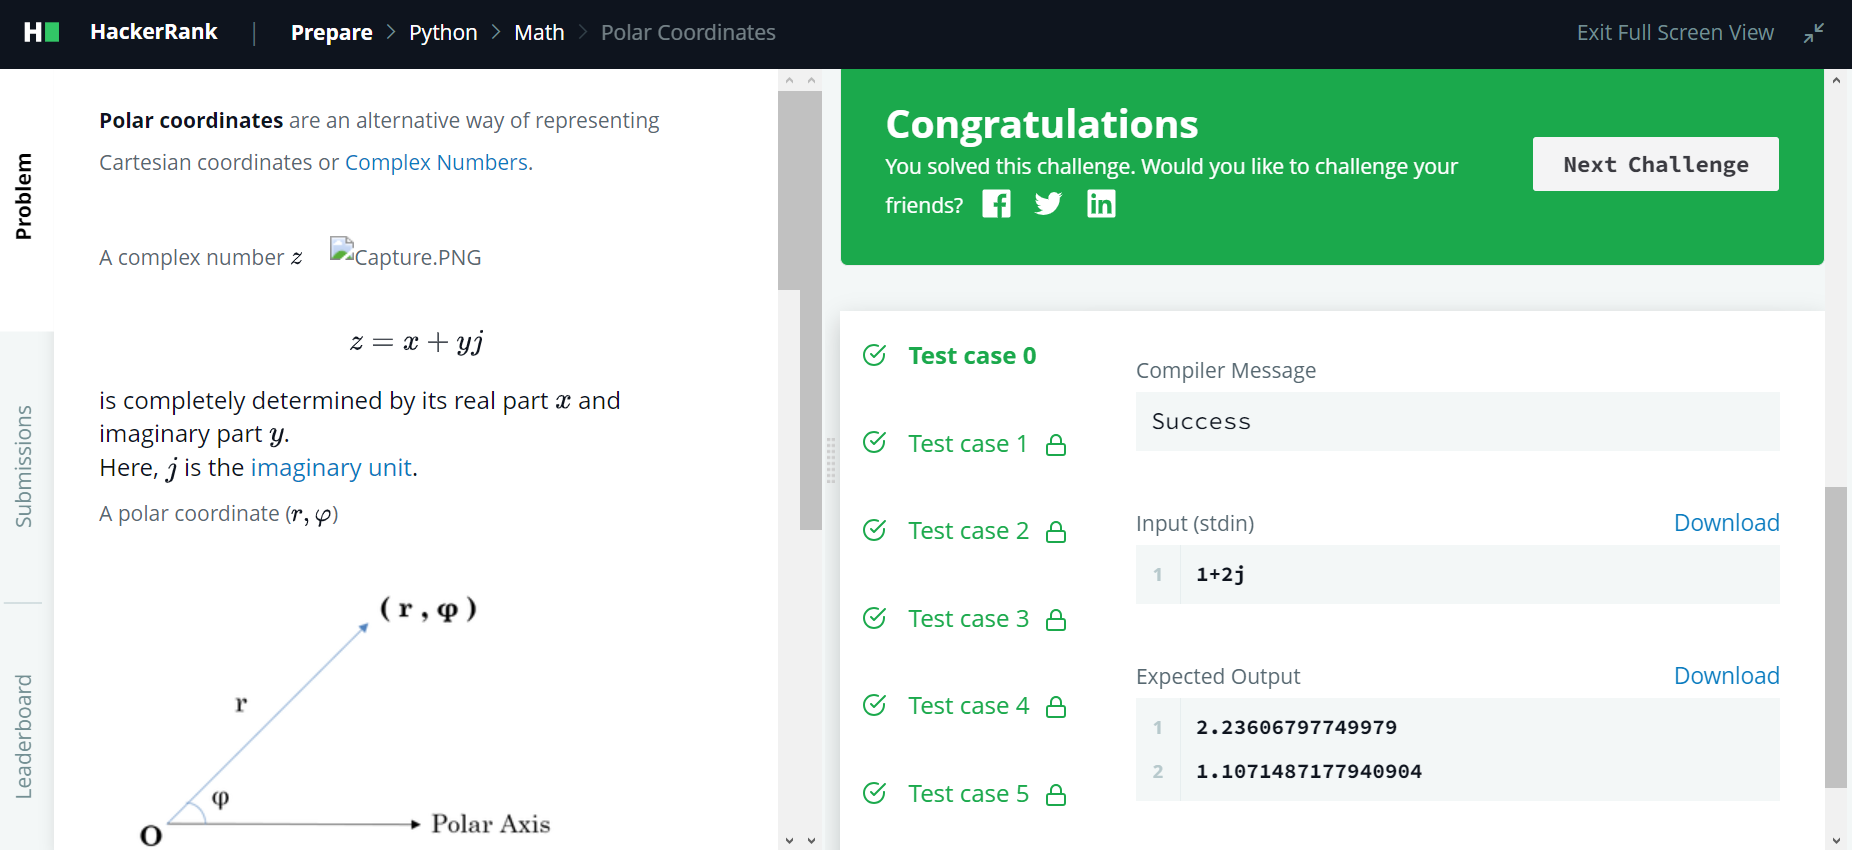 H HackerRank | Prepare > Python > Math > Polar Coordinates Exit Full Screen View
Problem
Submissions
Leaderboard
Polar coordinates are an alternative way of representing
Cartesian coordinates or Complex Numbers.
A complex number z Capture.PNG
z = x + yj
is completely determined by its real part x and
imaginary part y.
Here, j is the imaginary unit.
A polar coordinate (r, φ)
( r , φ )
r
φ
O
Polar Axis
Congratulations
You solved this challenge. Would you like to challenge your
friends?
Next Challenge
Test case 0
Test case 1
Test case 2
Test case 3
Test case 4
Test case 5
Compiler Message
Success
Input (stdin) Download
1 1+2j
Expected Output Download
1 2.23606797749979
2 1.1071487177940904